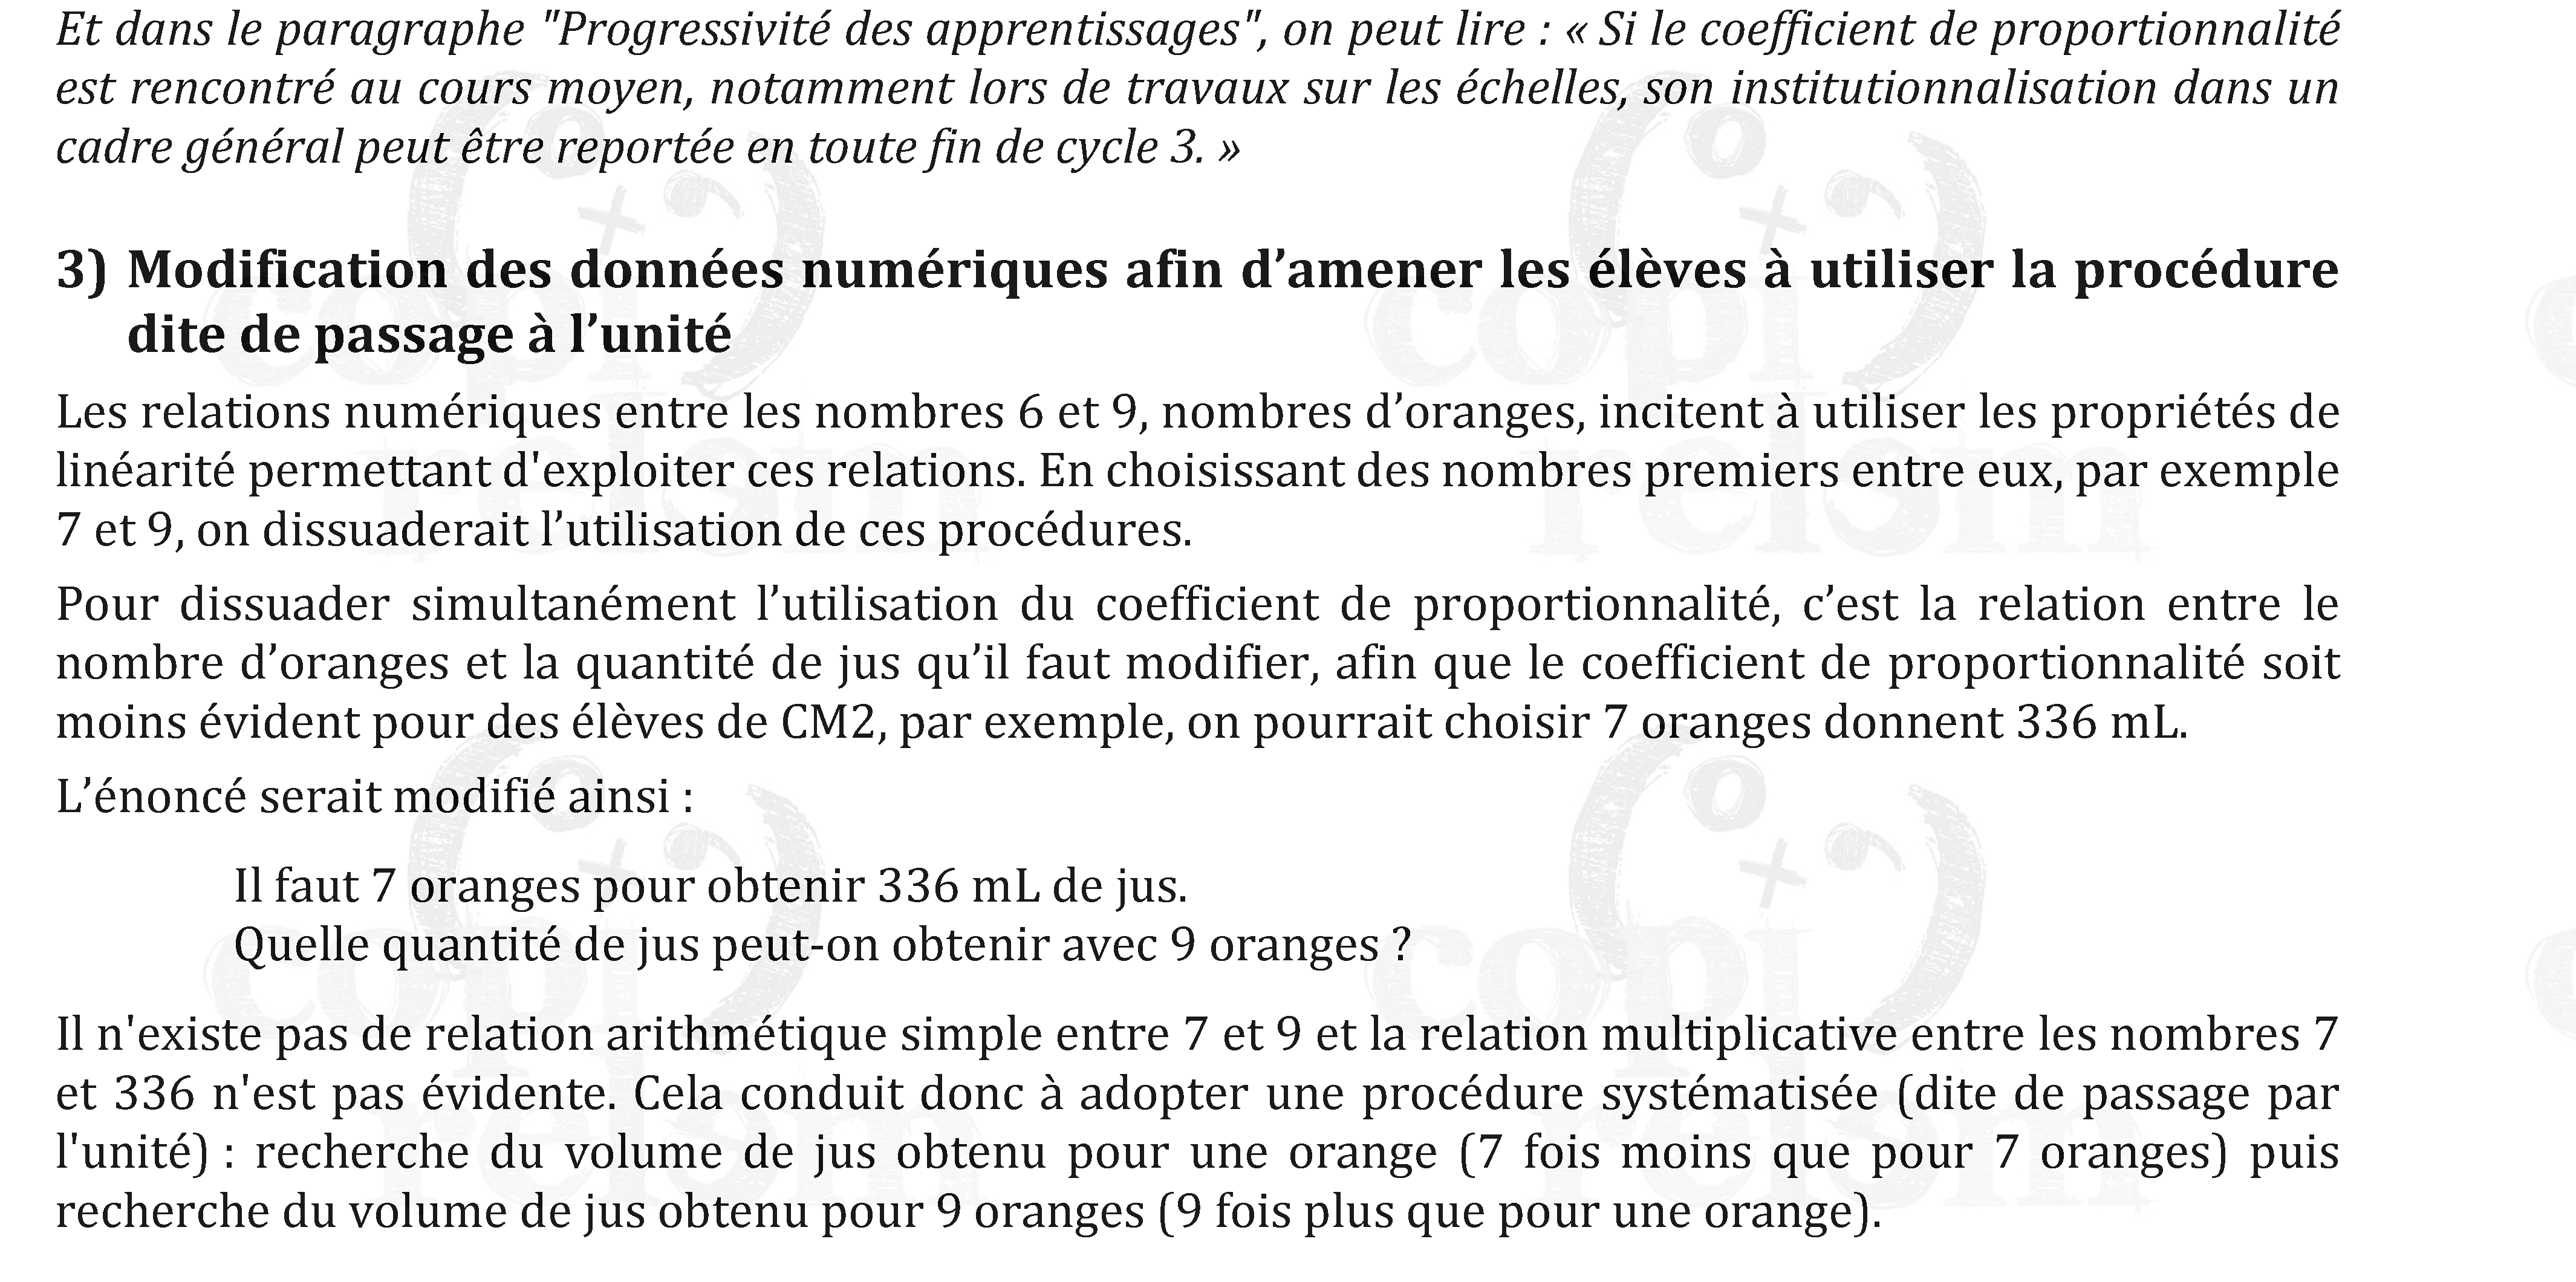 Et dans le paragraphe "Progressivité des apprentissages", on peut lire : « Si le coefficient de proportionnalité
est rencontré au cours moyen, notamment lors de travaux sur les échelles, son institutionnalisation dans un
cadre général peut être reportée en toute fin de cycle 3. »
3) Modification des données numériques afin d’amener les élèves à utiliser la procédure
dite de passage à l’unité
Les relations numériques entre les nombres 6 et 9, nombres d’oranges, incitent à utiliser les propriétés de
linéarité permettant d'exploiter ces relations. En choisissant des nombres premiers entre eux, par exemple
7 et 9, on dissuaderait l’utilisation de ces procédures.
Pour dissuader simultanément l’utilisation du coefficient de proportionnalité, c’est la relation entre le
nombre d’oranges et la quantité de jus qu’il faut modifier, afin que le coefficient de proportionnalité soit
moins évident pour des élèves de CM2, par exemple, on pourrait choisir 7 oranges donnent 336 mL.
L’énoncé serait modifié ainsi :
Il faut 7 oranges pour obtenir 336 mL de jus.
Quelle quantité de jus peut-on obtenir avec 9 oranges ?
Il n'existe pas de relation arithmétique simple entre 7 et 9 et la relation multiplicative entre les nombres 7
et 336 n'est pas évidente. Cela conduit donc à adopter une procédure systématisée (dite de passage par
l'unité) : recherche du volume de jus obtenu pour une orange (7 fois moins que pour 7 oranges) puis
recherche du volume de jus obtenu pour 9 oranges (9 fois plus que pour une orange).
copi
relem
copi
relem
copi
relem
copi
relem